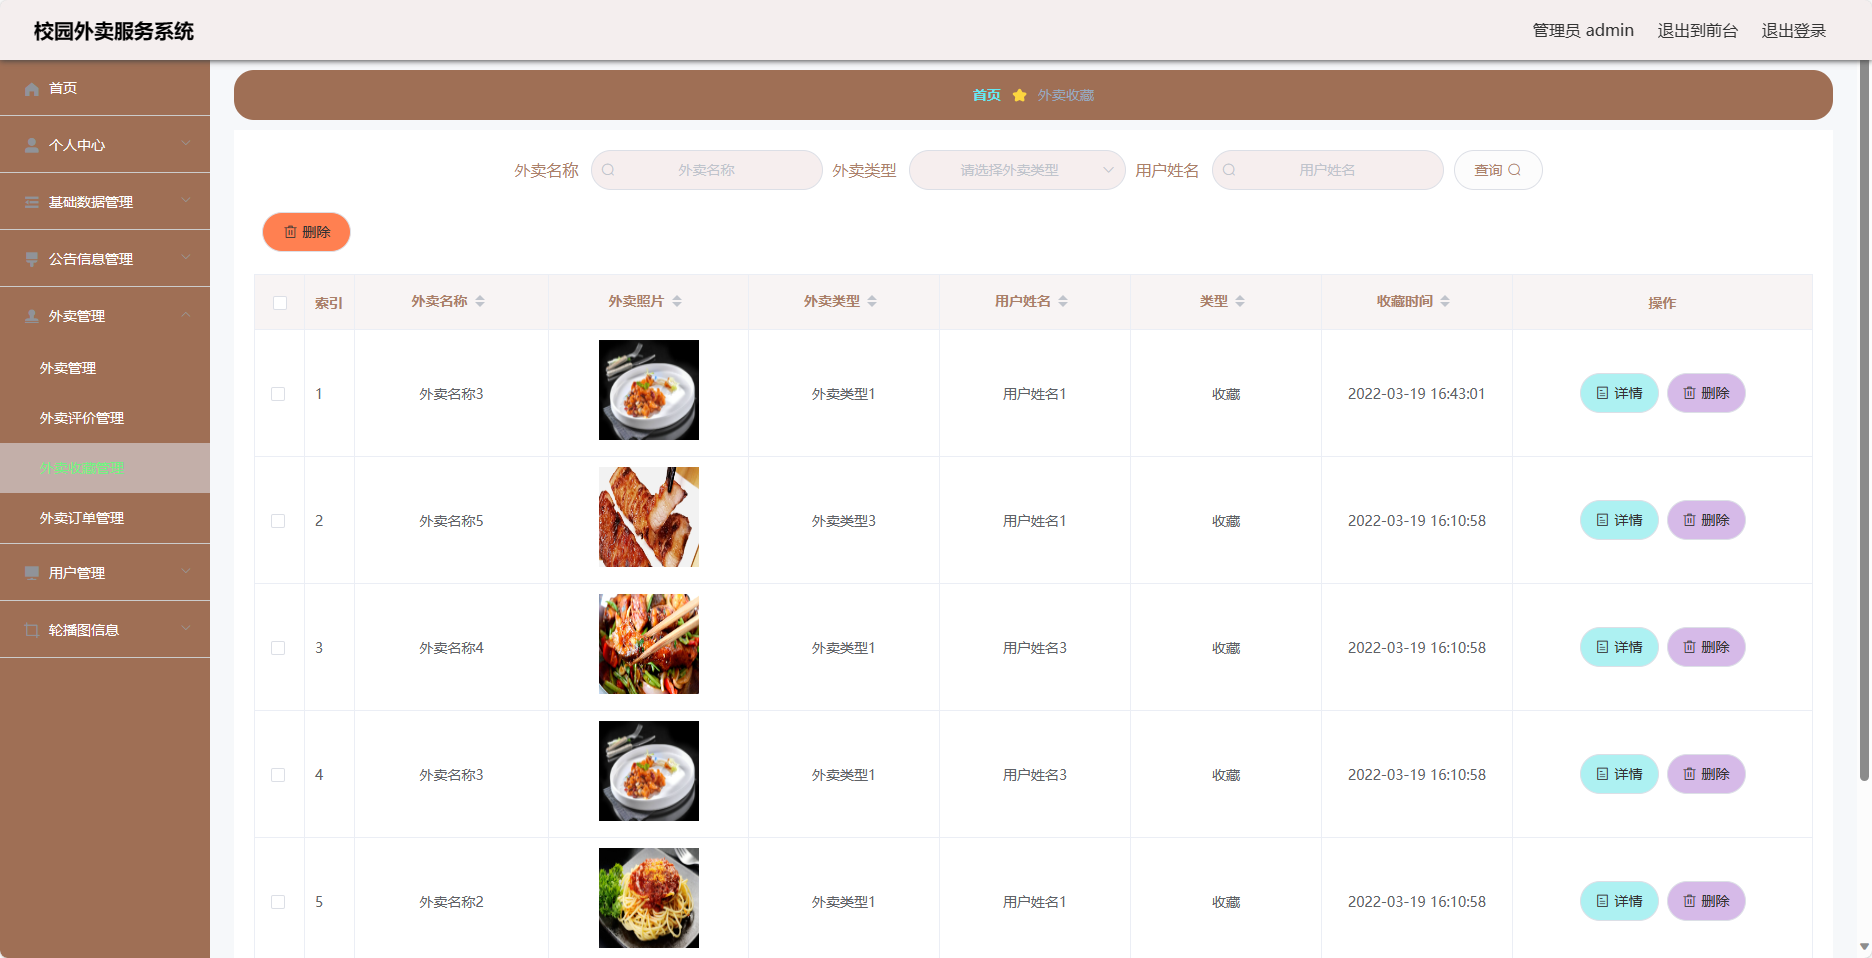 校园外卖服务系统
管理员 admin 退出到前台 退出登录
首页
个人中心
基础数据管理
公告信息管理
外卖管理
外卖管理
外卖评价管理
外卖收藏管理
外卖订单管理
用户管理
轮播图信息
首页 外卖收藏
外卖名称 外卖名称 外卖类型 请选择外卖类型 用户姓名 用户姓名 查询
删除
索引 外卖名称 外卖照片 外卖类型 用户姓名 类型 收藏时间 操作
1 外卖名称3 外卖类型1 用户姓名1 收藏 2022-03-19 16:43:01 详情 删除
2 外卖名称5 外卖类型3 用户姓名1 收藏 2022-03-19 16:10:58 详情 删除
3 外卖名称4 外卖类型1 用户姓名3 收藏 2022-03-19 16:10:58 详情 删除
4 外卖名称3 外卖类型1 用户姓名3 收藏 2022-03-19 16:10:58 详情 删除
5 外卖名称2 外卖类型1 用户姓名1 收藏 2022-03-19 16:10:58 详情 删除